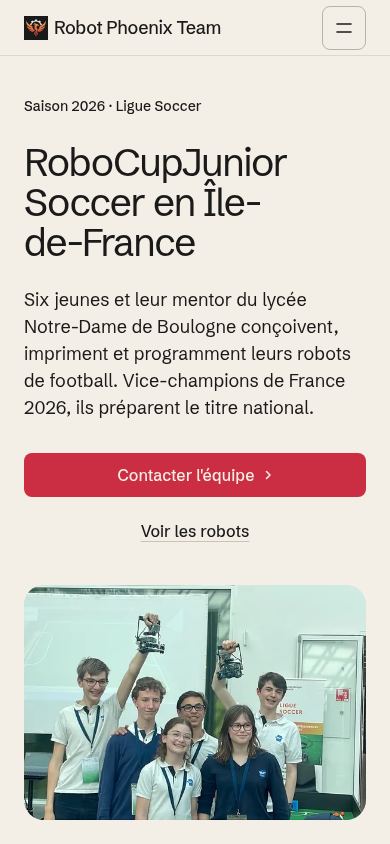 Robot Phoenix Team
Saison 2026 · Ligue Soccer
RoboCupJunior
Soccer en Île-
de-France
Six jeunes et leur mentor du lycée
Notre-Dame de Boulogne conçoivent,
impriment et programment leurs robots
de football. Vice-champions de France
2026, ils préparent le titre national.
Contacter l'équipe
Voir les robots
LIGUE
SOCCER